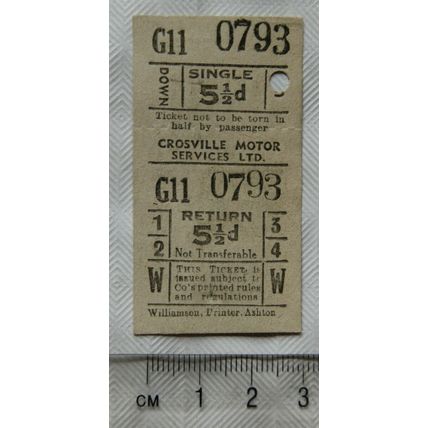 G11 0793
DOWN SINGLE
5½d
Ticket not to be torn in
half by passenger
CROSVILLE MOTOR
SERVICES LTD.
G11 0793
1 RETURN 3
2 5½d 4
Not Transferable
W THIS TICKET is W
issued subject to
Co's printed rules
and regulations
Williamson, Printer, Ashton
CM 1 2 3